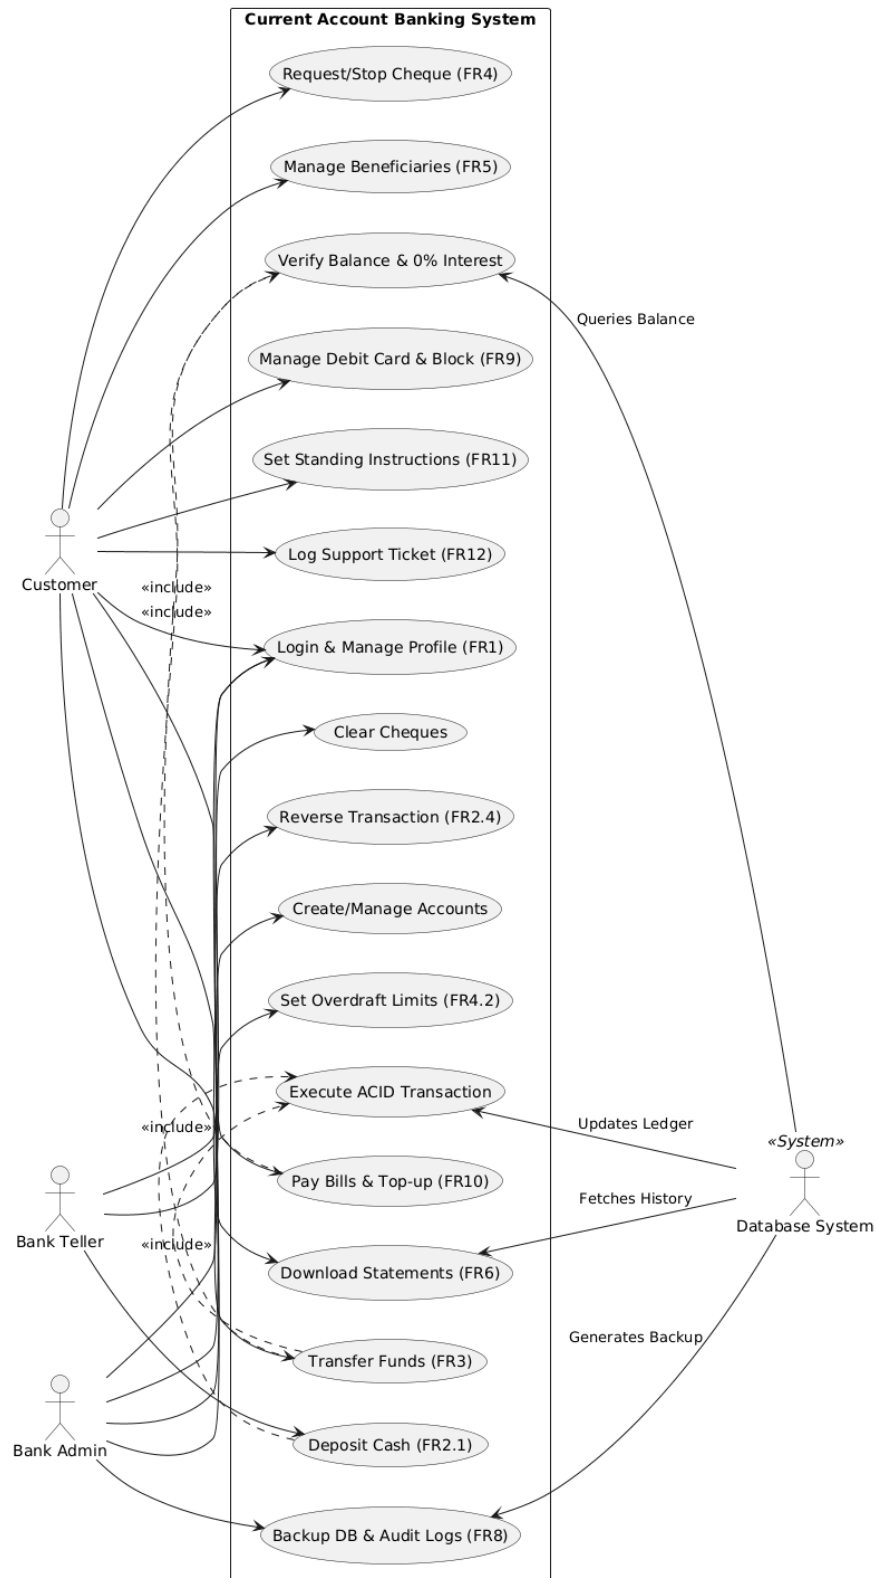 Current Account Banking System
Request/Stop Cheque (FR4)
Manage Beneficiaries (FR5)
Verify Balance & 0% Interest
Queries Balance
Manage Debit Card & Block (FR9)
Set Standing Instructions (FR11)
Log Support Ticket (FR12)
Customer
«include»
«include»
Login & Manage Profile (FR1)
Clear Cheques
Reverse Transaction (FR2.4)
Create/Manage Accounts
Set Overdraft Limits (FR4.2)
Execute ACID Transaction
Updates Ledger
«include»
«System»
Pay Bills & Top-up (FR10)
Fetches History
Database System
Bank Teller
«include»
Download Statements (FR6)
Generates Backup
Transfer Funds (FR3)
Deposit Cash (FR2.1)
Bank Admin
Backup DB & Audit Logs (FR8)